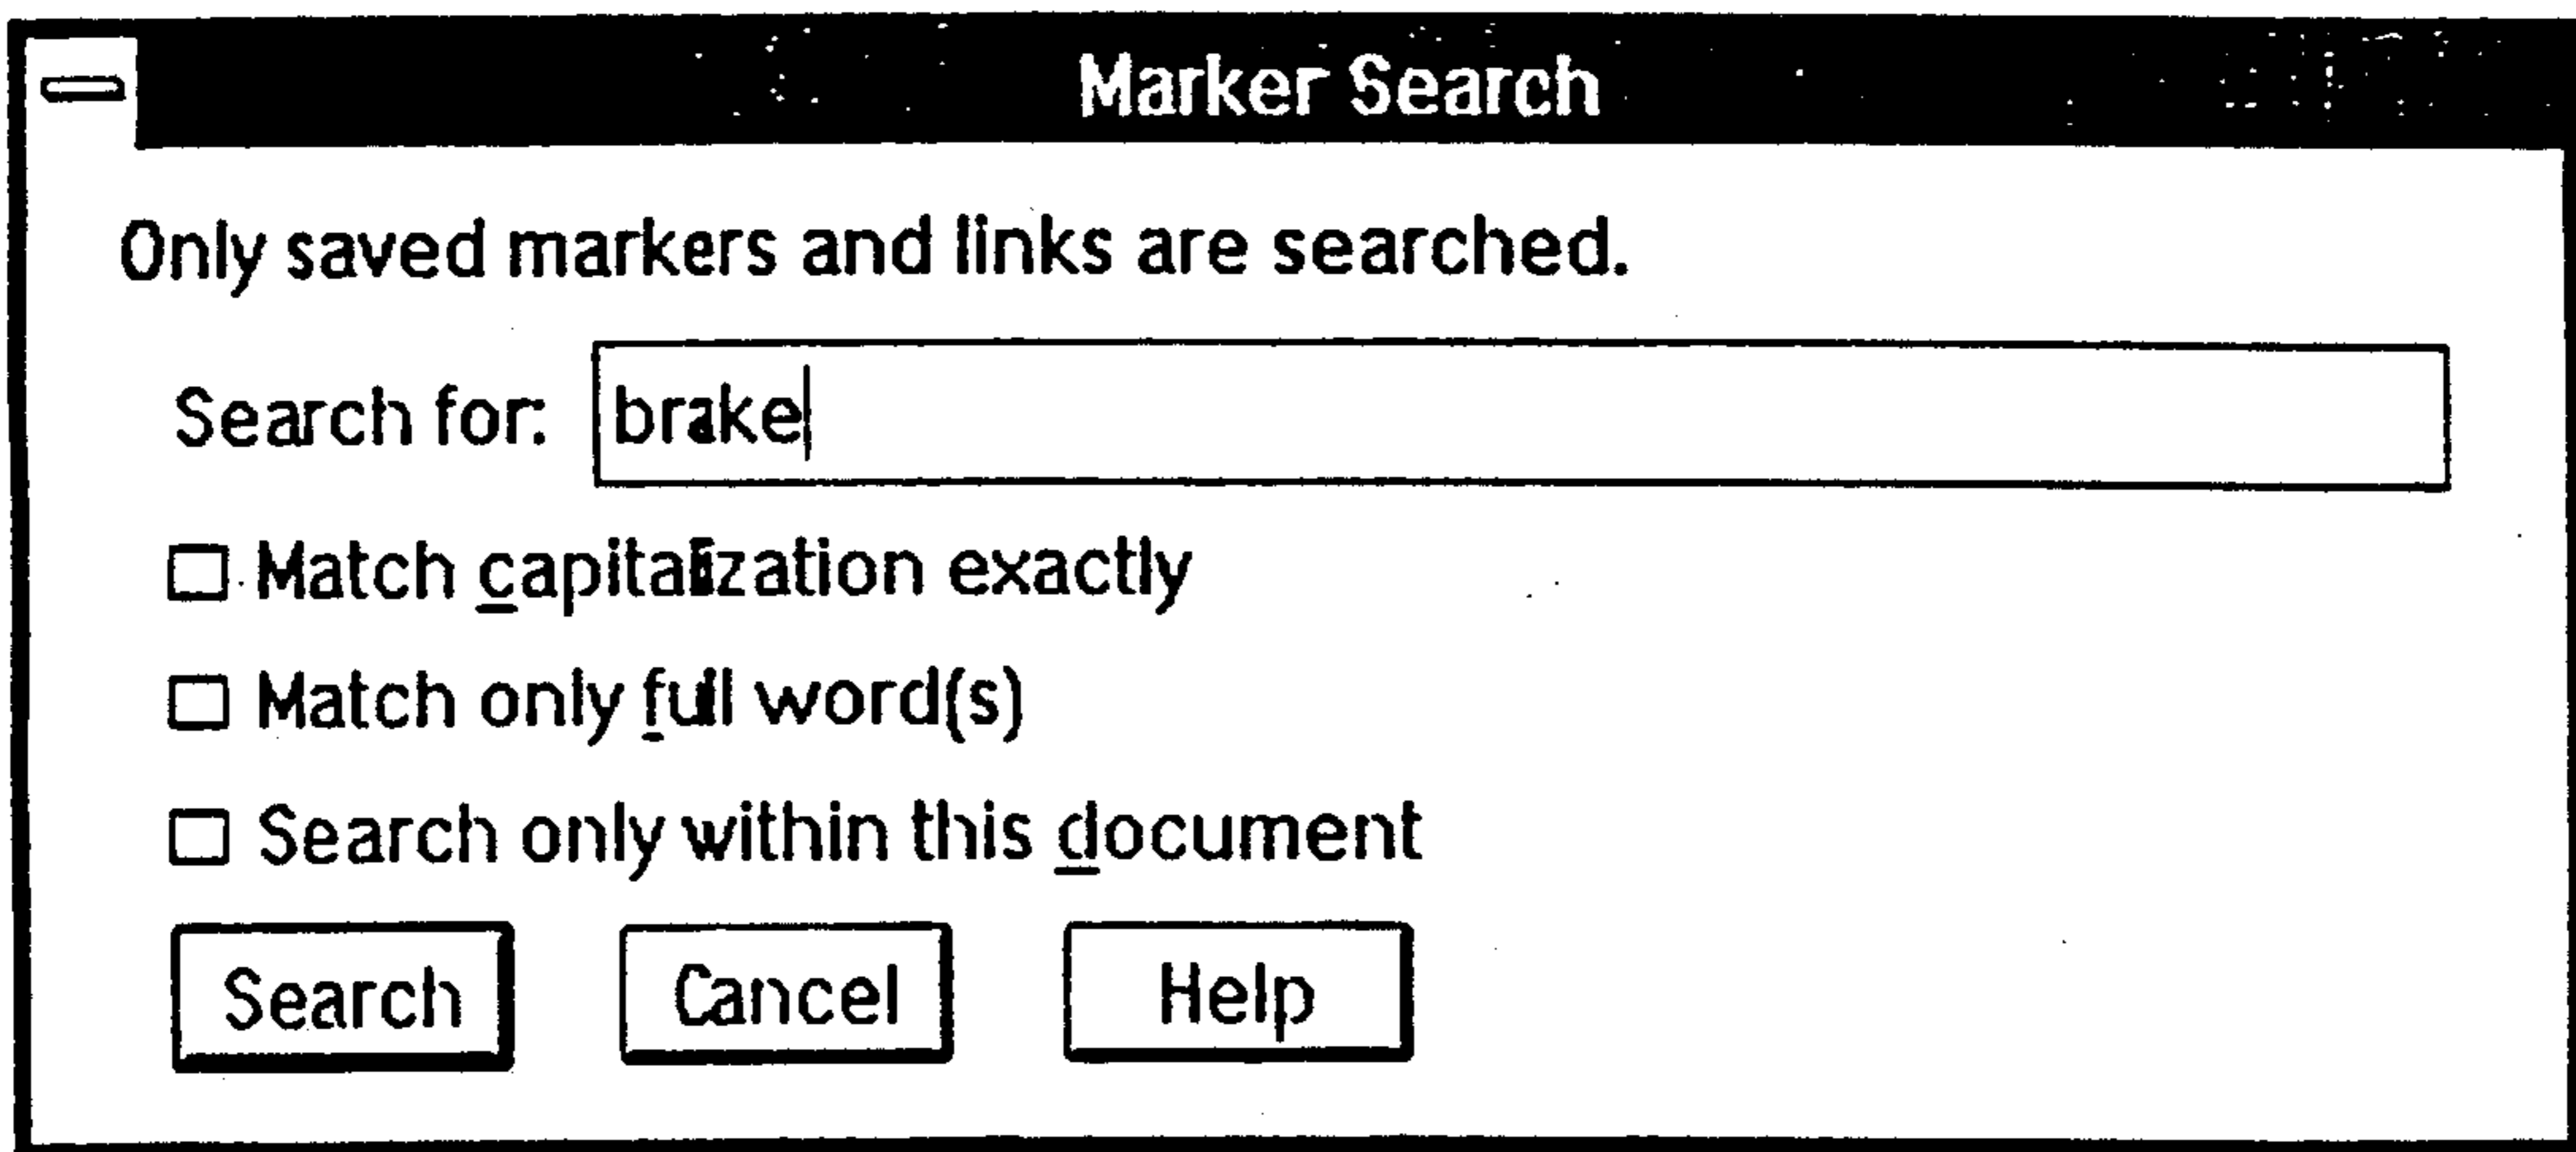 Marker Search
Only saved markers and links are searched.
Search for: brake
Match capitalization exactly
Match only full word(s)
Search only within this document
Search Cancel Help